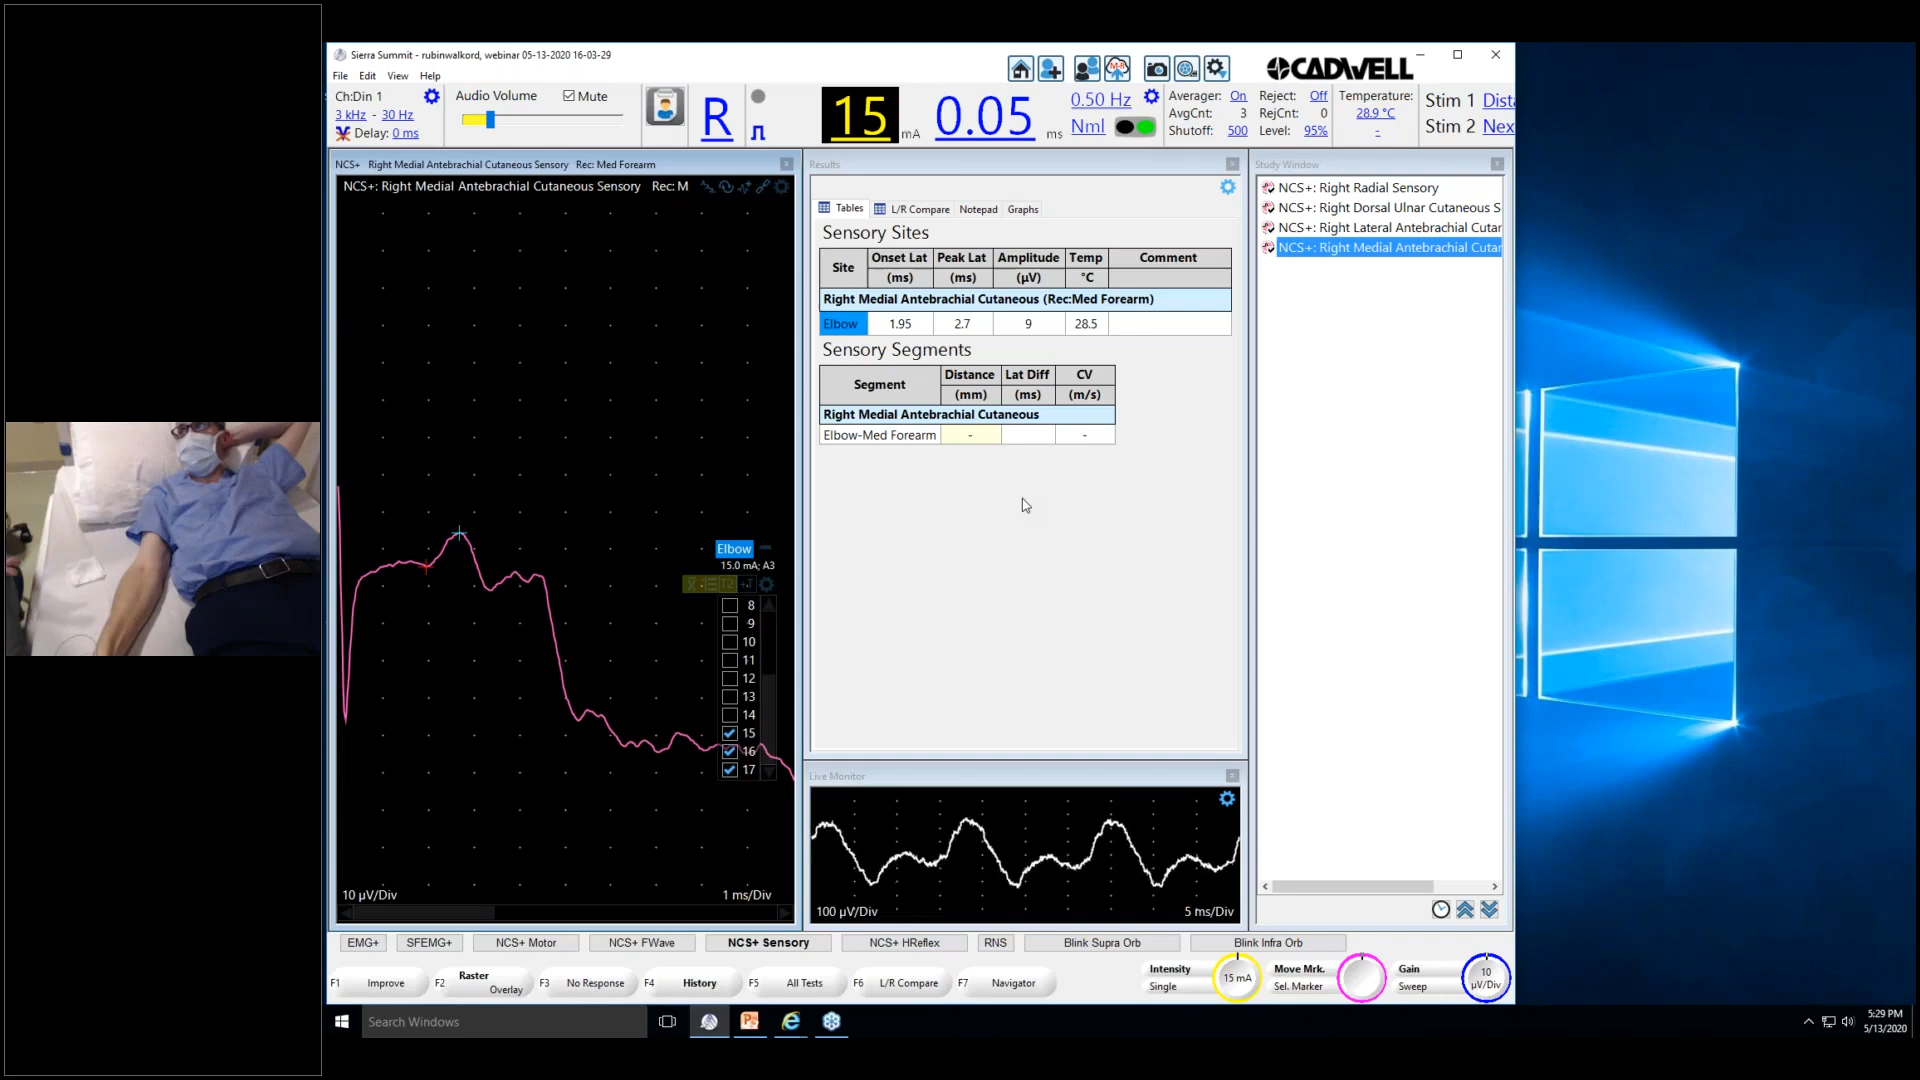 Sierra Summit - rubinwalkord, webinar 05-13-2020 16-03-29
File Edit View Help
CADWELL
Ch:Din 1
3 kHz - 30 Hz
Delay: 0 ms
Audio Volume
Mute
R
15 mA
0.05 ms
0.50 Hz
Nml
Averager: On
AvgCnt: 3
Shutoff: 500
Reject: Off
RejCnt: 0
Level: 95%
Temperature:
28.9 °C
-
Stim 1 Dista
Stim 2 Nex
NCS+ Right Medial Antebrachial Cutaneous Sensory Rec: Med Forearm
NCS+: Right Medial Antebrachial Cutaneous Sensory Rec: M
Elbow
15.0 mA; A3
8
9
10
11
12
13
14
15
16
17
10 µV/Div
1 ms/Div
Results
Tables L/R Compare Notepad Graphs
Sensory Sites
Site Onset Lat Peak Lat Amplitude Temp Comment
(ms) (ms) (µV) °C
Right Medial Antebrachial Cutaneous (Rec:Med Forearm)
Elbow 1.95 2.7 9 28.5
Sensory Segments
Segment Distance Lat Diff CV
(mm) (ms) (m/s)
Right Medial Antebrachial Cutaneous
Elbow-Med Forearm - -
Live Monitor
100 µV/Div
5 ms/Div
Study Window
NCS+: Right Radial Sensory
NCS+: Right Dorsal Ulnar Cutaneous S
NCS+: Right Lateral Antebrachial Cutar
NCS+: Right Medial Antebrachial Cutar
EMG+ SFEMG+ NCS+ Motor NCS+ FWave NCS+ Sensory NCS+ HReflex RNS Blink Supra Orb Blink Infra Orb
F1 Improve
F2 Raster Overlay
F3 No Response
F4 History
F5 All Tests
F6 L/R Compare
F7 Navigator
Intensity
Single
15 mA
Move Mrk.
Sel. Marker
Gain
Sweep
10
µV/Div
Search Windows
5:29 PM
5/13/2020